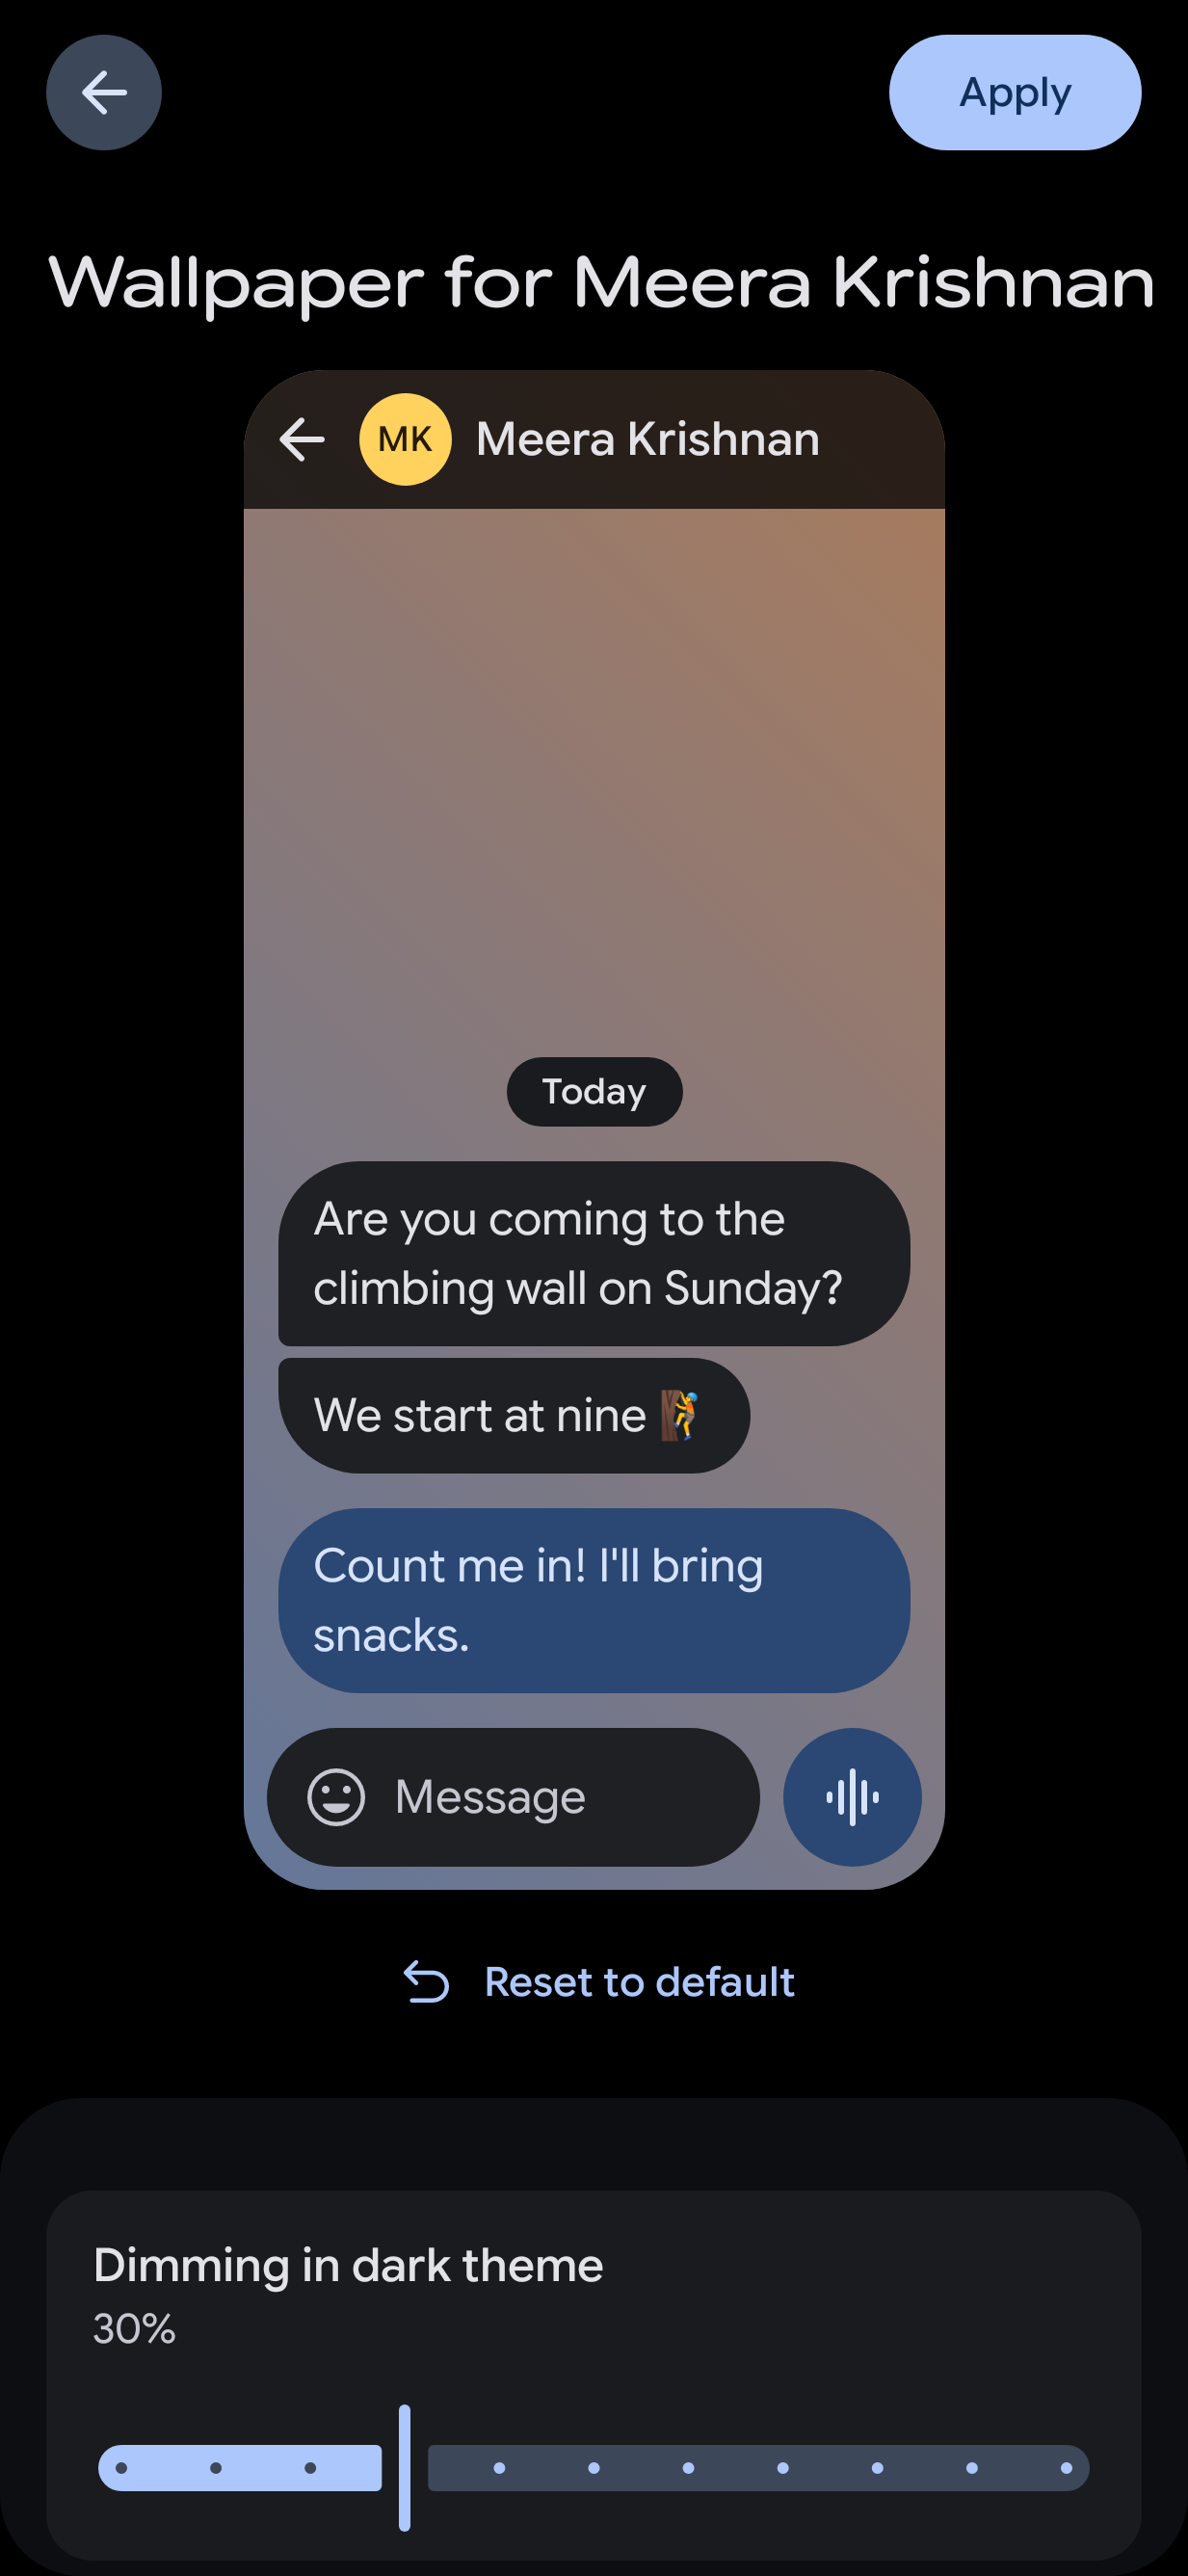 Apply
Wallpaper for Meera Krishnan
MK Meera Krishnan
Today
Are you coming to the
climbing wall on Sunday?
We start at nine 🧗
Count me in! I'll bring
snacks.
Message
Reset to default
Dimming in dark theme
30%